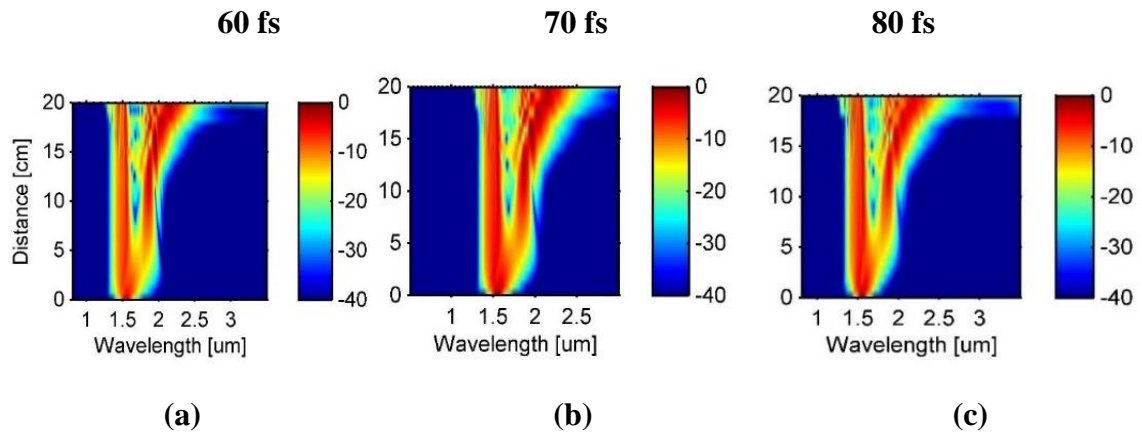 60 fs 70 fs 80 fs
20 0 20 0 20 0
15 -10 15 -10 15 -10
Distance [cm]
10 -20 10 -20 10 -20
5 -30 5 -30 5 -30
0 -40 0 -40 0 -40
1 1.5 2 2.5 3 1 1.5 2 2.5 1 1.5 2 2.5 3
Wavelength [um] Wavelength [um] Wavelength [um]
(a) (b) (c)